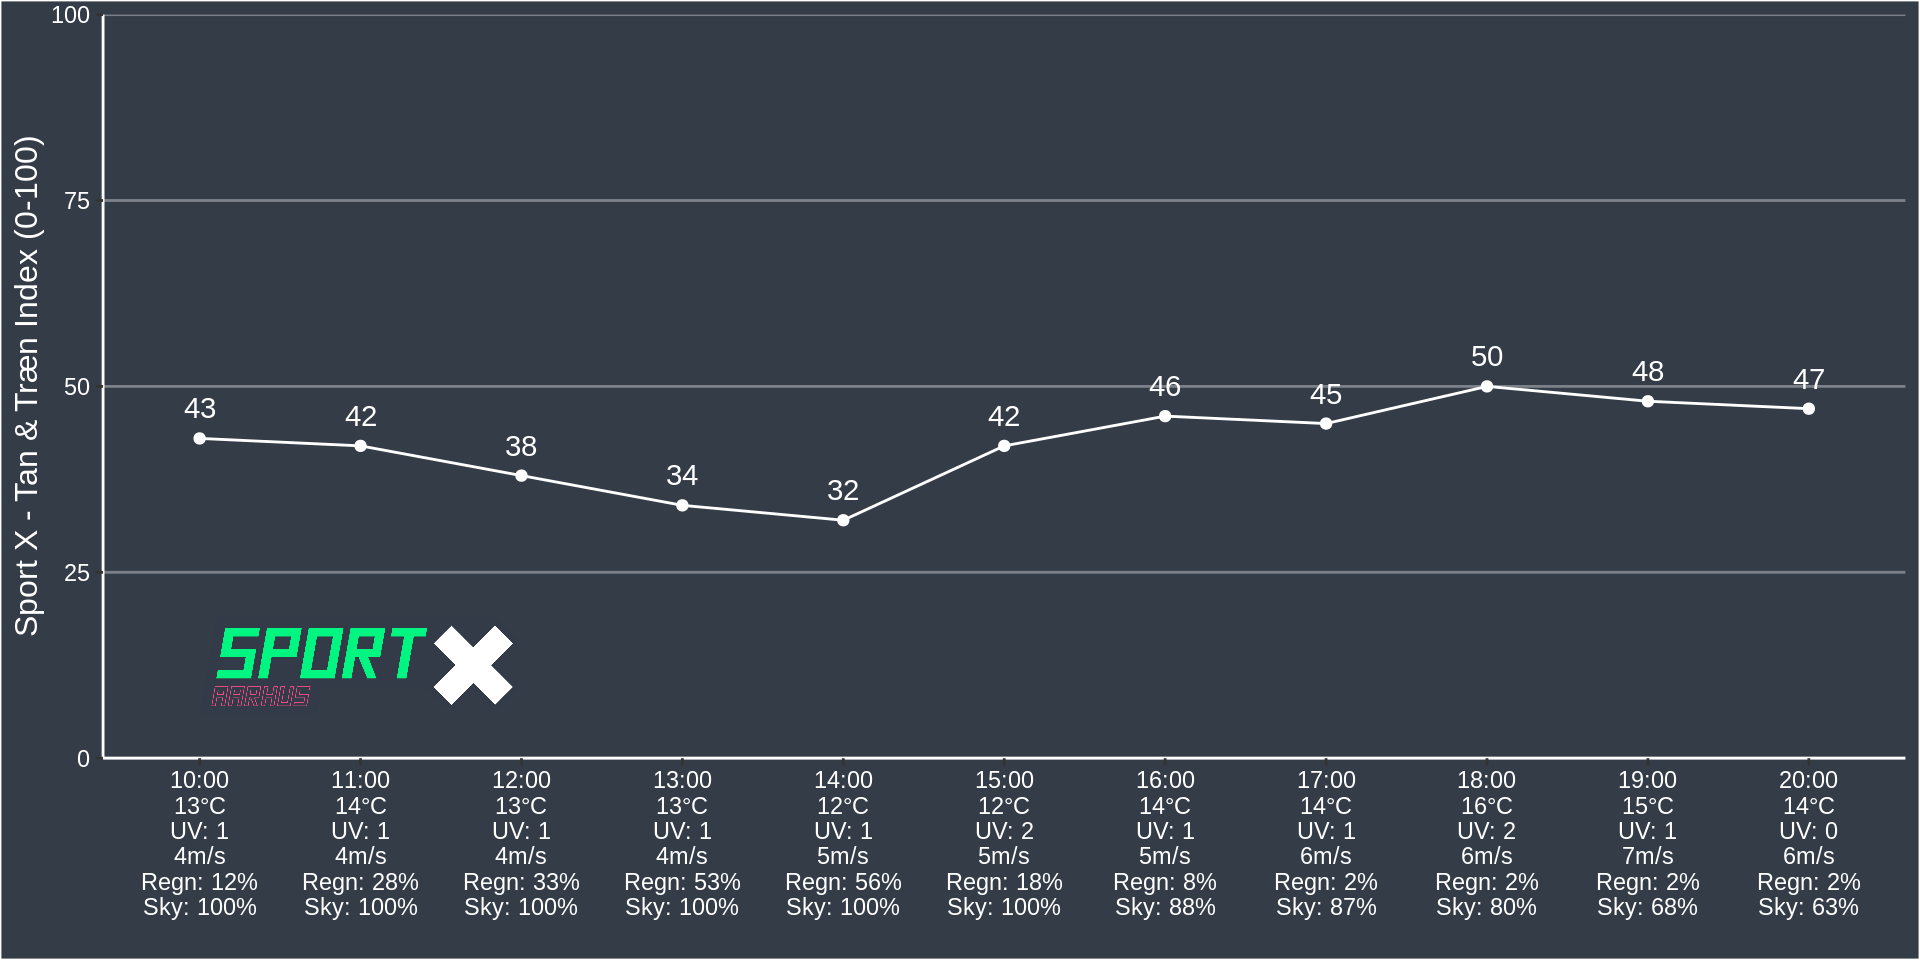 Sport X - Tan & Træn Index (0-100)
100
75
50
25
0
43
42
38
34
32
42
46
45
50
48
47
SPORT X
AARHUS
10:00
13°C
UV: 1
4m/s
Regn: 12%
Sky: 100%
11:00
14°C
UV: 1
4m/s
Regn: 28%
Sky: 100%
12:00
13°C
UV: 1
4m/s
Regn: 33%
Sky: 100%
13:00
13°C
UV: 1
4m/s
Regn: 53%
Sky: 100%
14:00
12°C
UV: 1
5m/s
Regn: 56%
Sky: 100%
15:00
12°C
UV: 2
5m/s
Regn: 18%
Sky: 100%
16:00
14°C
UV: 1
5m/s
Regn: 8%
Sky: 88%
17:00
14°C
UV: 1
6m/s
Regn: 2%
Sky: 87%
18:00
16°C
UV: 2
6m/s
Regn: 2%
Sky: 80%
19:00
15°C
UV: 1
7m/s
Regn: 2%
Sky: 68%
20:00
14°C
UV: 0
6m/s
Regn: 2%
Sky: 63%